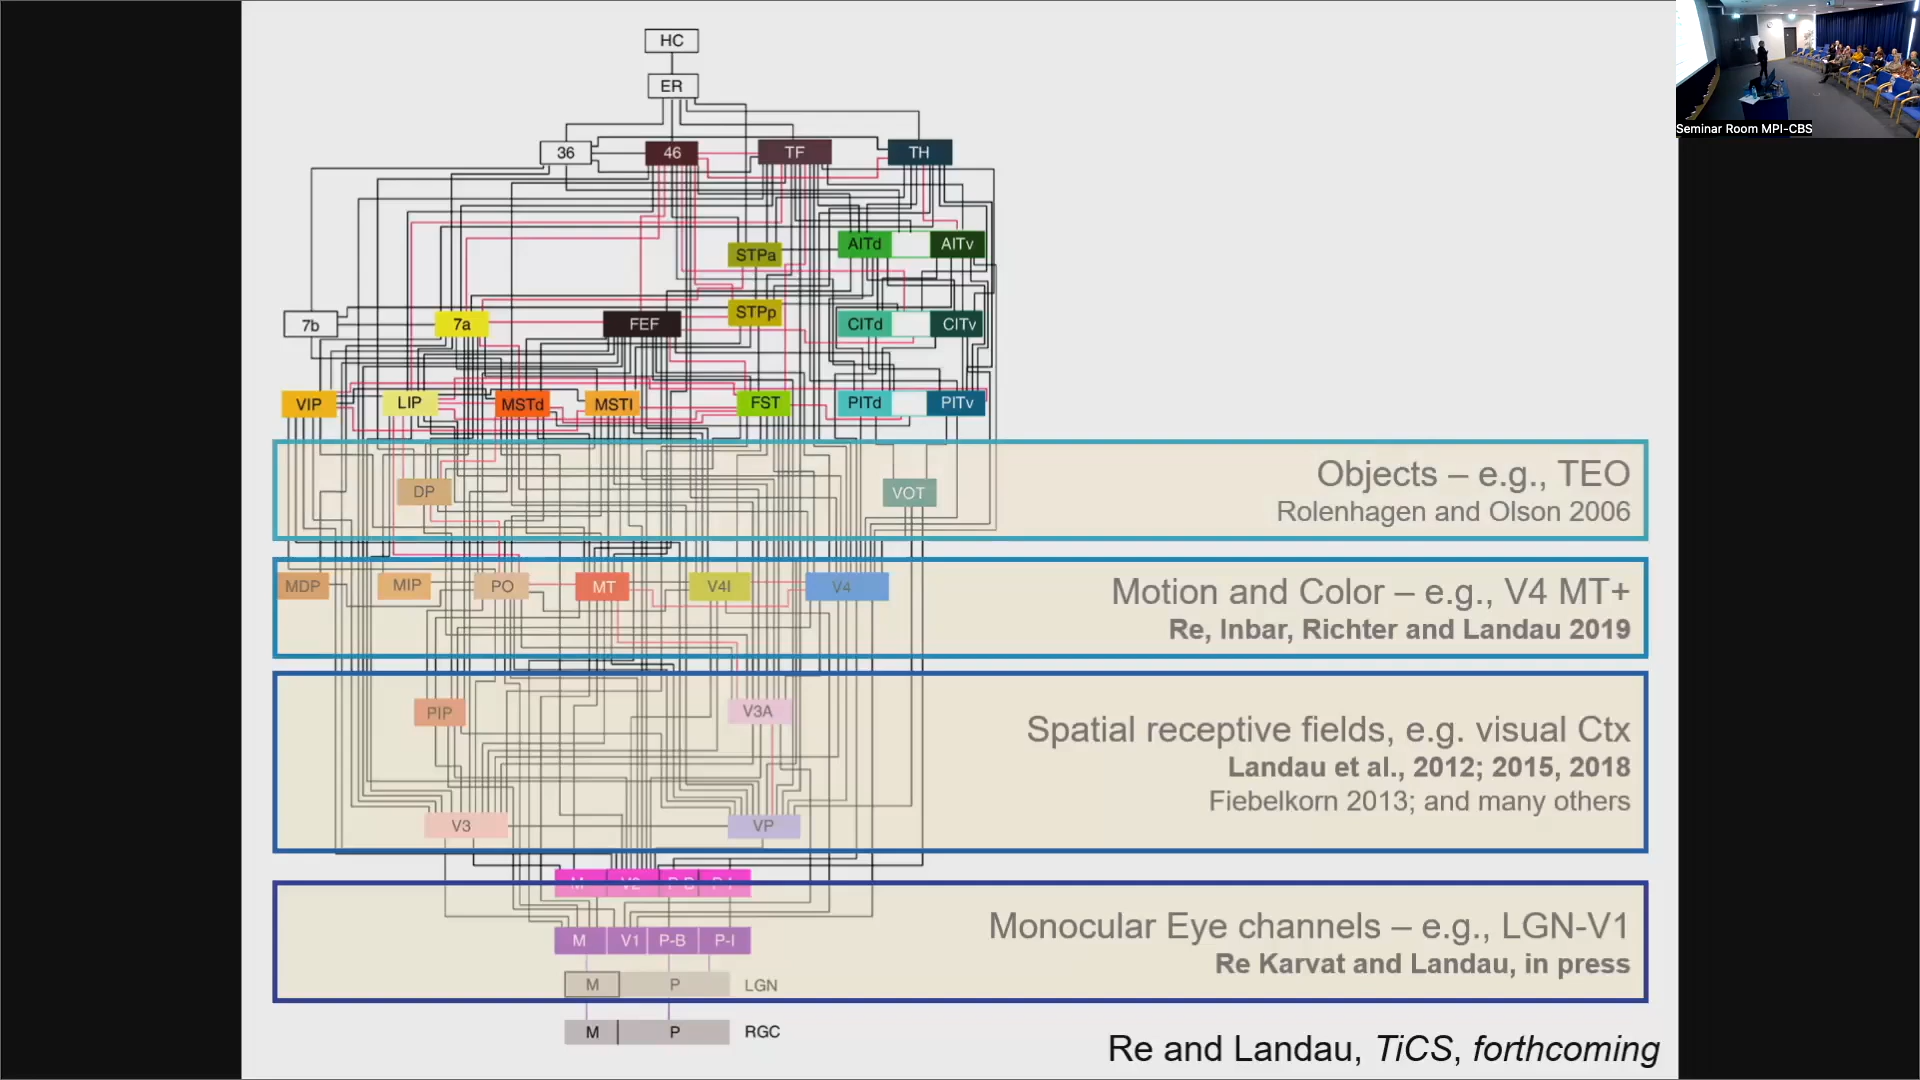 HC
ER
36
46
TF
TH
AITd
AITv
STPa
STPp
7b
7a
FEF
CITd
CITv
VIP
LIP
MSTd
MSTl
FST
PITd
PITv
Objects – e.g., TEO
DP
VOT
Rolenhagen and Olson 2006
MDP
MIP
PO
MT
V4l
V4
Motion and Color – e.g., V4 MT+
Re, Inbar, Richter and Landau 2019
PIP
V3A
Spatial receptive fields, e.g. visual Ctx
Landau et al., 2012; 2015, 2018
Fiebelkorn 2013; and many others
V3
VP
M
V2
P-B
P-I
Monocular Eye channels – e.g., LGN-V1
M
V1
P-B
P-I
Re Karvat and Landau, in press
M
P
LGN
M
P
RGC
Re and Landau, TiCS, forthcoming
Seminar Room MPI-CBS